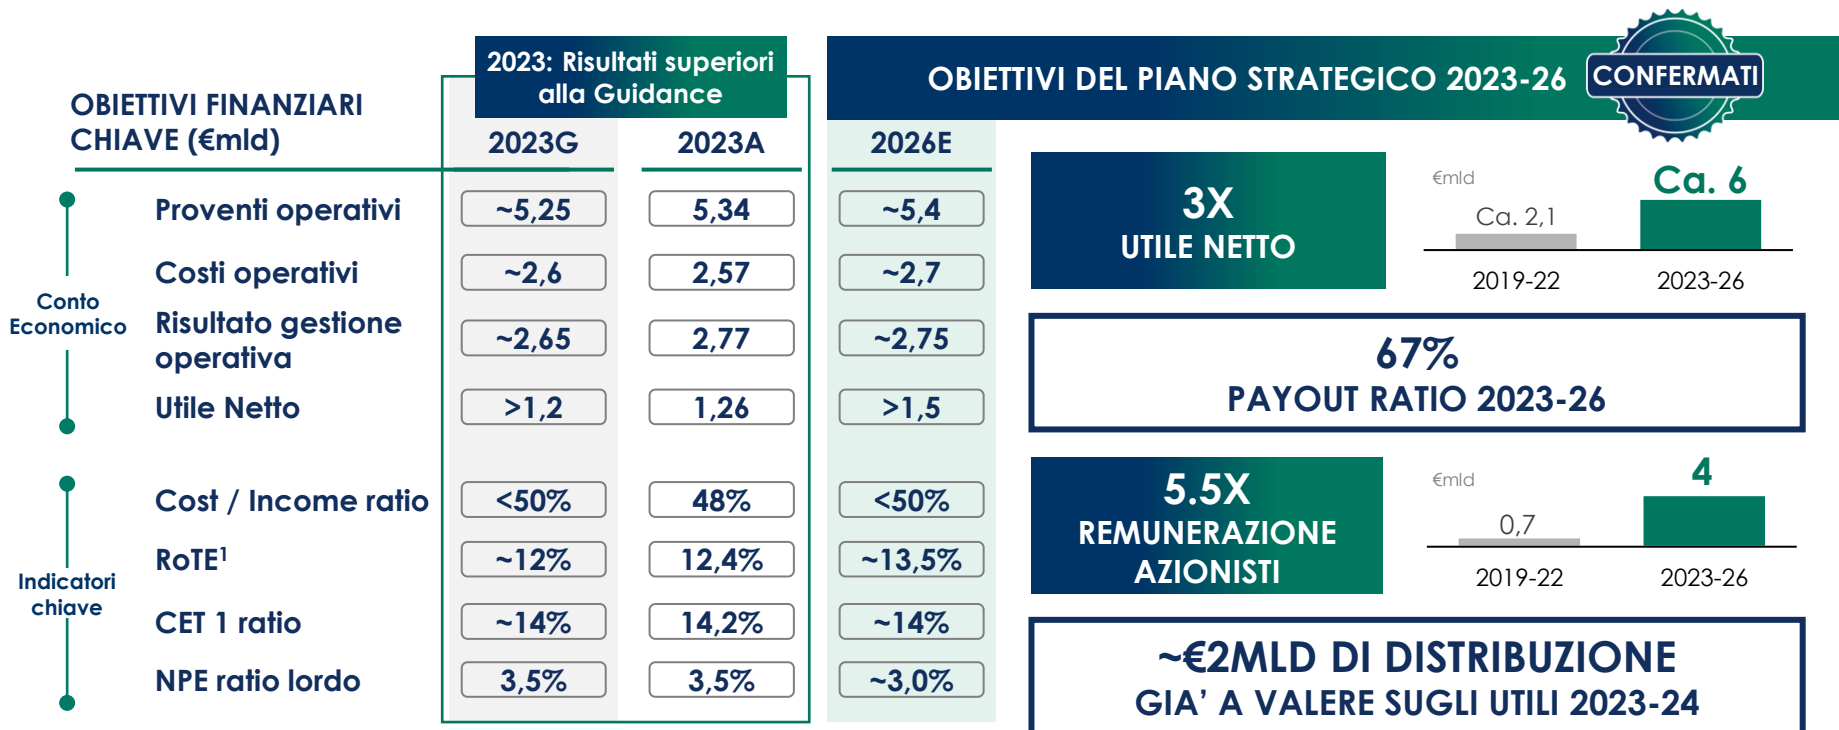 2023: Risultati superiori
alla Guidance
OBIETTIVI DEL PIANO STRATEGICO 2023-26
CONFERMATI
OBIETTIVI FINANZIARI
CHIAVE (€mld)
2023G 2023A 2026E
Conto
Economico
Proventi operativi ~5,25 5,34 ~5,4
Costi operativi ~2,6 2,57 ~2,7
Risultato gestione
operativa ~2,65 2,77 ~2,75
Utile Netto >1,2 1,26 >1,5
Indicatori
chiave
Cost / Income ratio <50% 48% <50%
RoTE¹ ~12% 12,4% ~13,5%
CET 1 ratio ~14% 14,2% ~14%
NPE ratio lordo 3,5% 3,5% ~3,0%
3X
UTILE NETTO
€mld
Ca. 2,1
Ca. 6
2019-22 2023-26
67%
PAYOUT RATIO 2023-26
5.5X
REMUNERAZIONE
AZIONISTI
€mld
0,7
4
2019-22 2023-26
~€2MLD DI DISTRIBUZIONE
GIA’ A VALERE SUGLI UTILI 2023-24